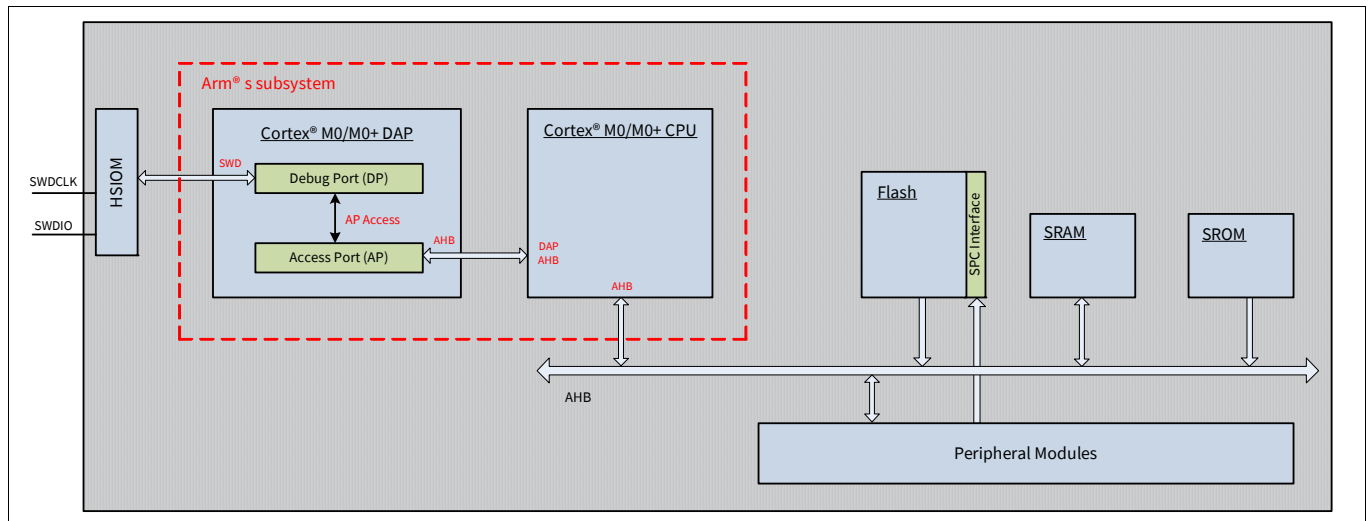 Arm® s subsystem
Cortex® M0/M0+ DAP
Cortex® M0/M0+ CPU
HSIOM
SWDCLK
SWDIO
SWD
Debug Port (DP)
AP Access
Access Port (AP)
AHB
DAP
AHB
AHB
Flash
SPC Interface
SRAM
SROM
AHB
Peripheral Modules